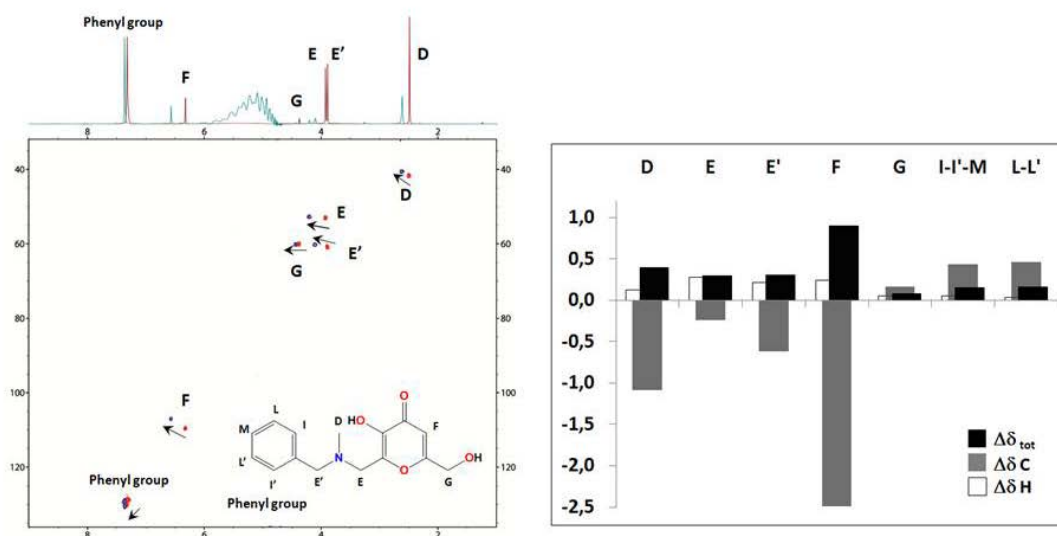 Phenyl group
E E' D
F
G
8 6 4 2
40
60
80
100
120
40
60
80
100
120
D
E
E'
G
F
Phenyl group
L
M
I
L'
I'
N
D
E'
E
HO
O
F
O
OH
G
Phenyl group
8 6 4 2
D E E' F G I-I'-M L-L'
1,0
0,5
0,0
-0,5
-1,0
-1,5
-2,0
-2,5
Δδ tot
Δδ C
Δδ H